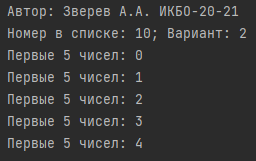 Автор: Зверев А.А. ИКБО-20-21
Номер в списке: 10; Вариант: 2
Первые 5 чисел: 0
Первые 5 чисел: 1
Первые 5 чисел: 2
Первые 5 чисел: 3
Первые 5 чисел: 4